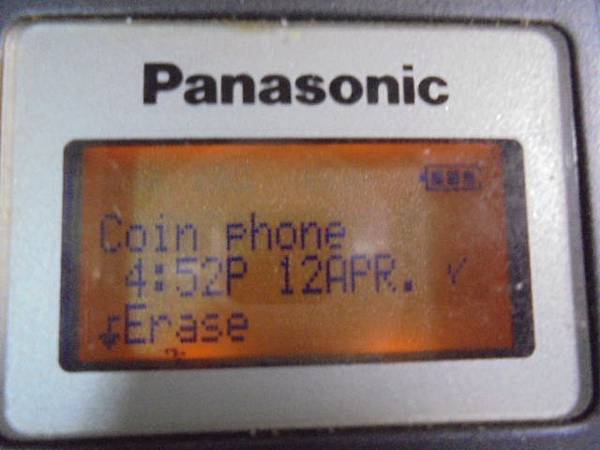 Panasonic
Coin phone
4:52P 12APR. ✓
Erase